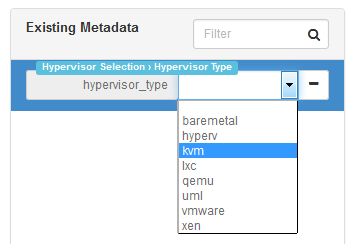 Existing Metadata
Filter
Hypervisor Selection › Hypervisor Type
hypervisor_type
baremetal
hyperv
kvm
lxc
qemu
uml
vmware
xen